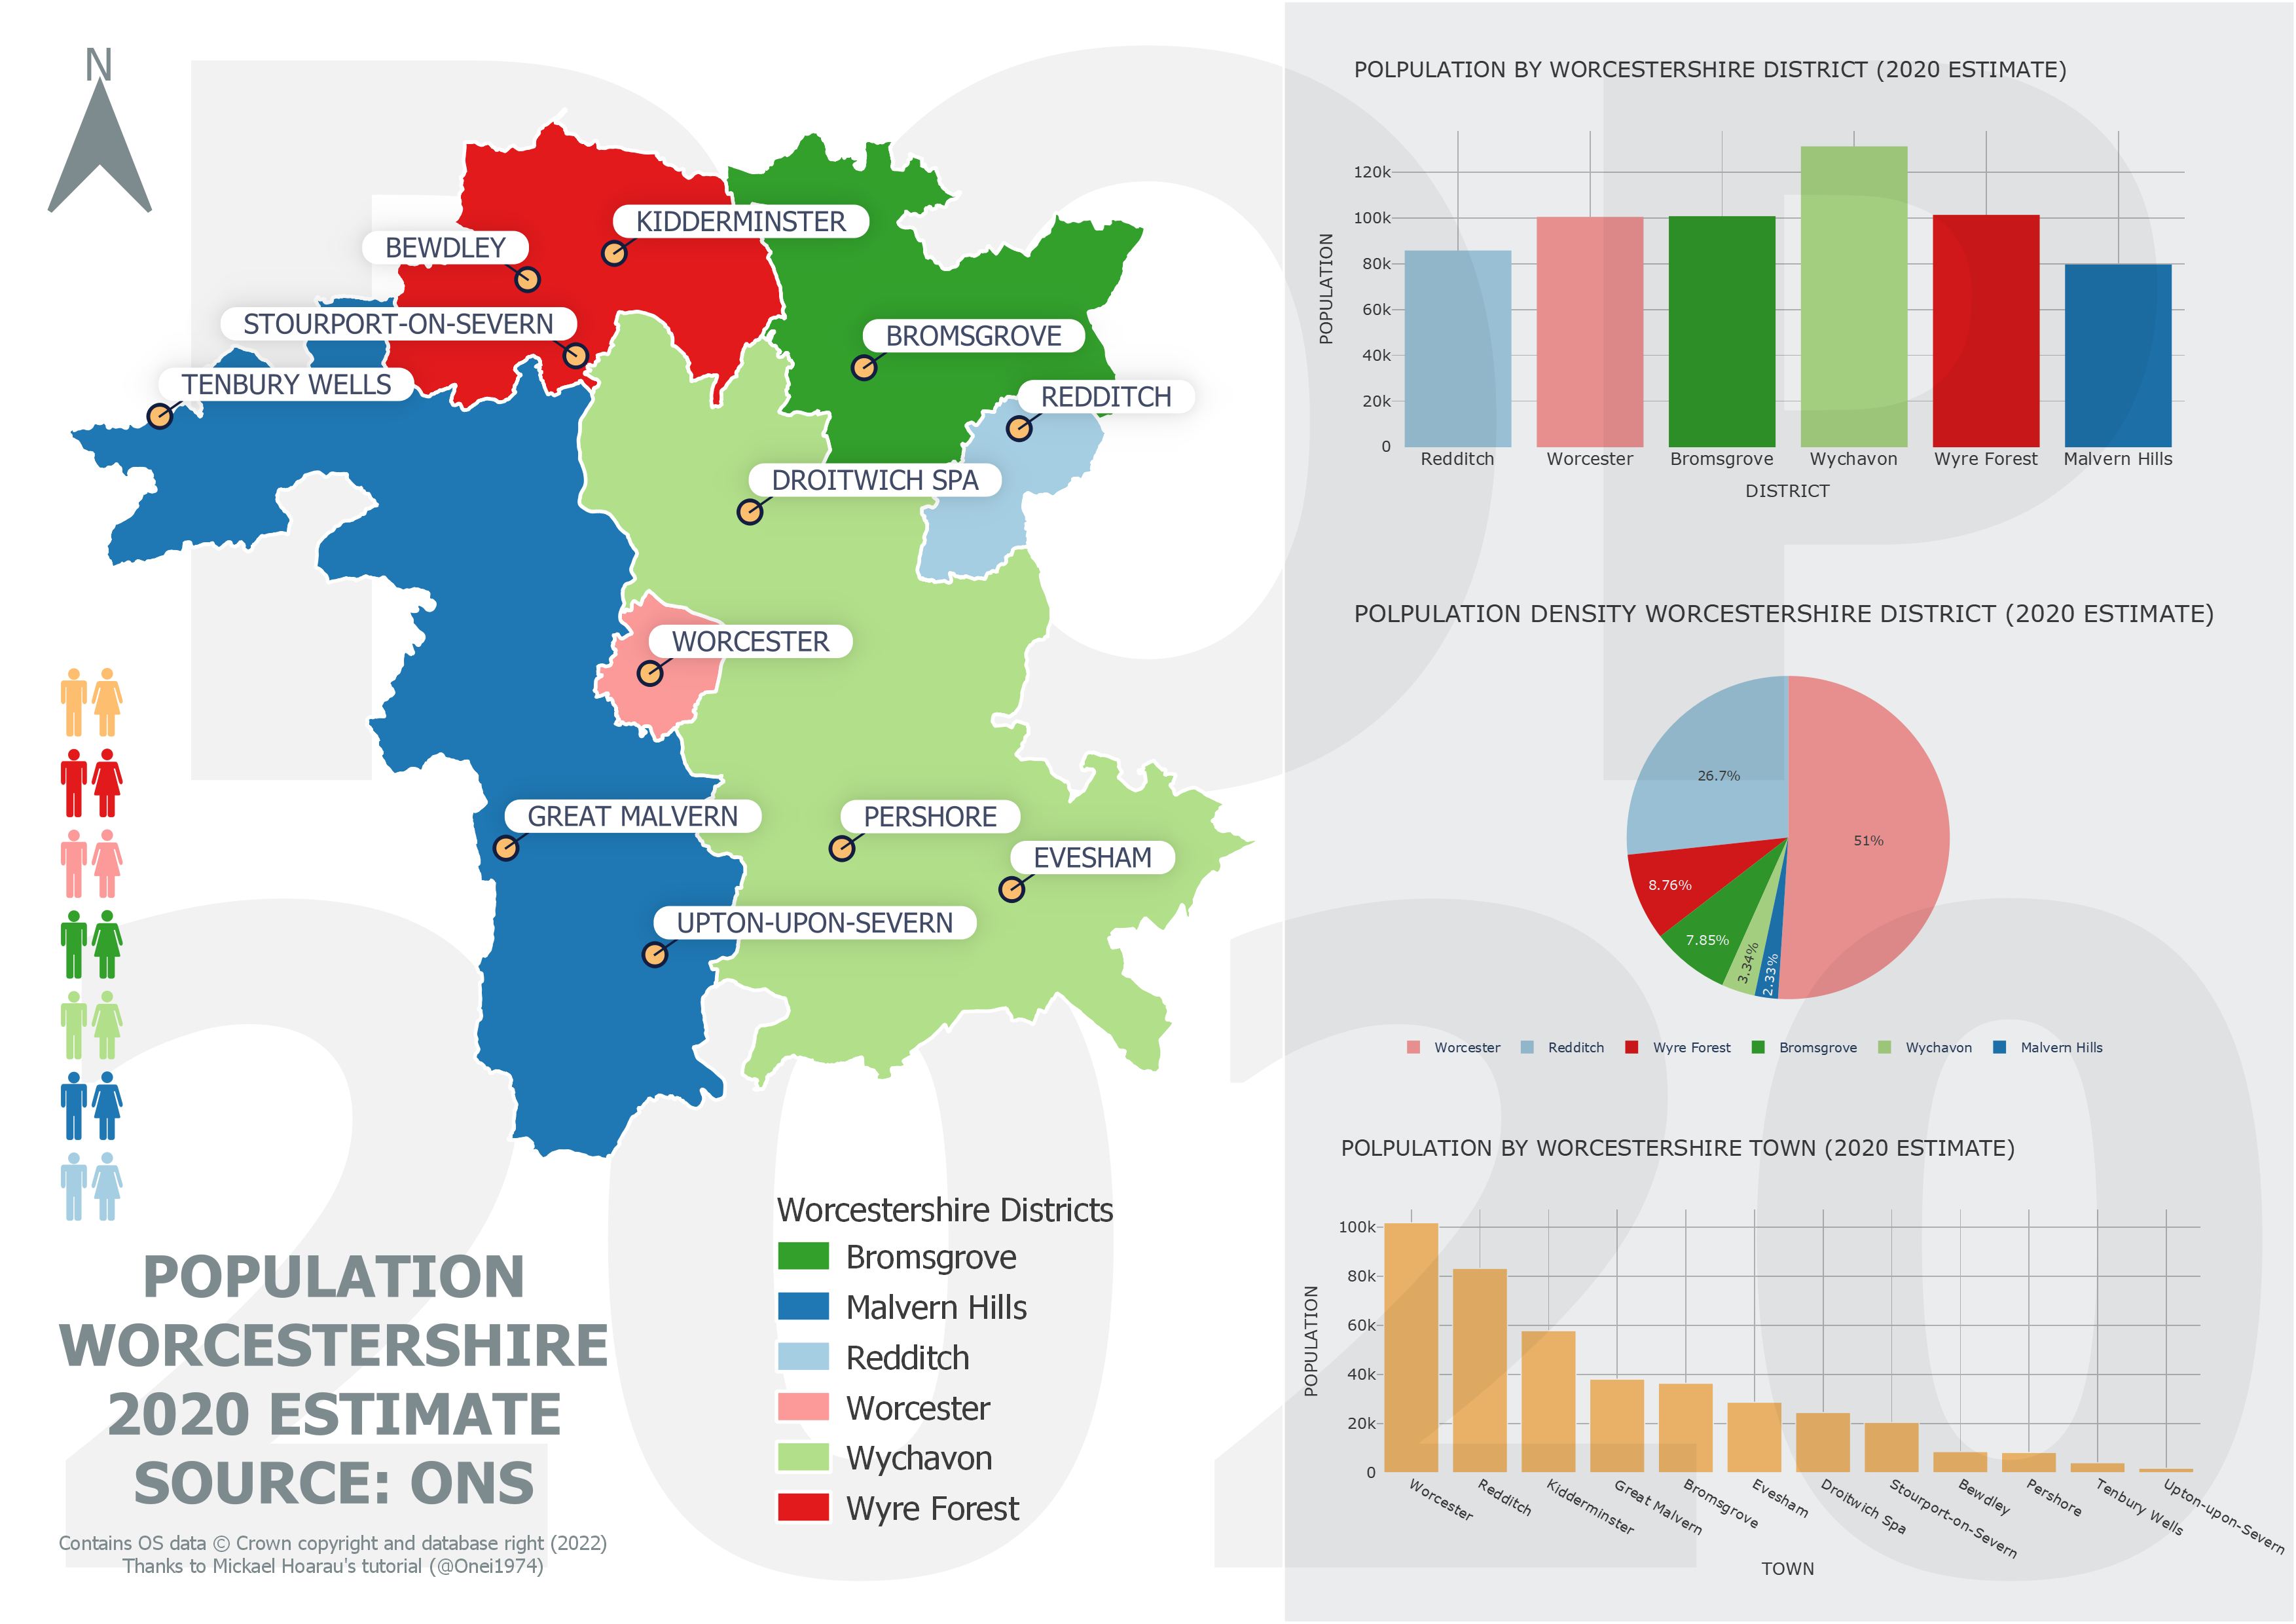 N
KIDDERMINSTER
BEWDLEY
STOURPORT-ON-SEVERN
BROMSGROVE
TENBURY WELLS
REDDITCH
DROITWICH SPA
WORCESTER
GREAT MALVERN
PERSHORE
EVESHAM
UPTON-UPON-SEVERN
POPULATION
WORCESTERSHIRE
2020 ESTIMATE
SOURCE: ONS
Contains OS data © Crown copyright and database right (2022)
Thanks to Mickael Hoarau's tutorial (@Onei1974)
Worcestershire Districts
Bromsgrove
Malvern Hills
Redditch
Worcester
Wychavon
Wyre Forest
POLPULATION BY WORCESTERSHIRE DISTRICT (2020 ESTIMATE)
POPULATION
120k
100k
80k
60k
40k
20k
0
Redditch Worcester Bromsgrove Wychavon Wyre Forest Malvern Hills
DISTRICT
POLPULATION DENSITY WORCESTERSHIRE DISTRICT (2020 ESTIMATE)
26.7%
51%
8.76%
7.85%
3.34%
2.33%
Worcester Redditch Wyre Forest Bromsgrove Wychavon Malvern Hills
POLPULATION BY WORCESTERSHIRE TOWN (2020 ESTIMATE)
POPULATION
100k
80k
60k
40k
20k
0
Worcester
Redditch
Kidderminster
Great Malvern
Bromsgrove
Evesham
Droitwich Spa
Stourport-on-Severn
Bewdley
Pershore
Tenbury Wells
Upton-upon-Severn
TOWN
POP
2020